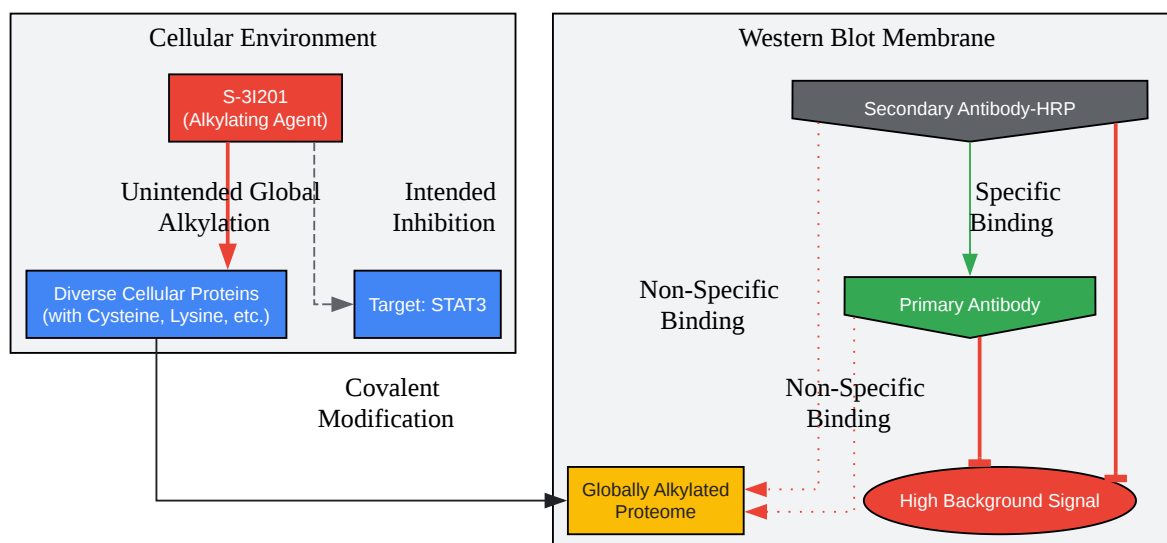 Cellular Environment
S-3I201
(Alkylating Agent)
Unintended Global
Alkylation
Intended
Inhibition
Diverse Cellular Proteins
(with Cysteine, Lysine, etc.)
Target: STAT3
Covalent
Modification
Western Blot Membrane
Secondary Antibody-HRP
Specific
Binding
Non-Specific
Binding
Primary Antibody
Non-Specific
Binding
Globally Alkylated
Proteome
High Background Signal